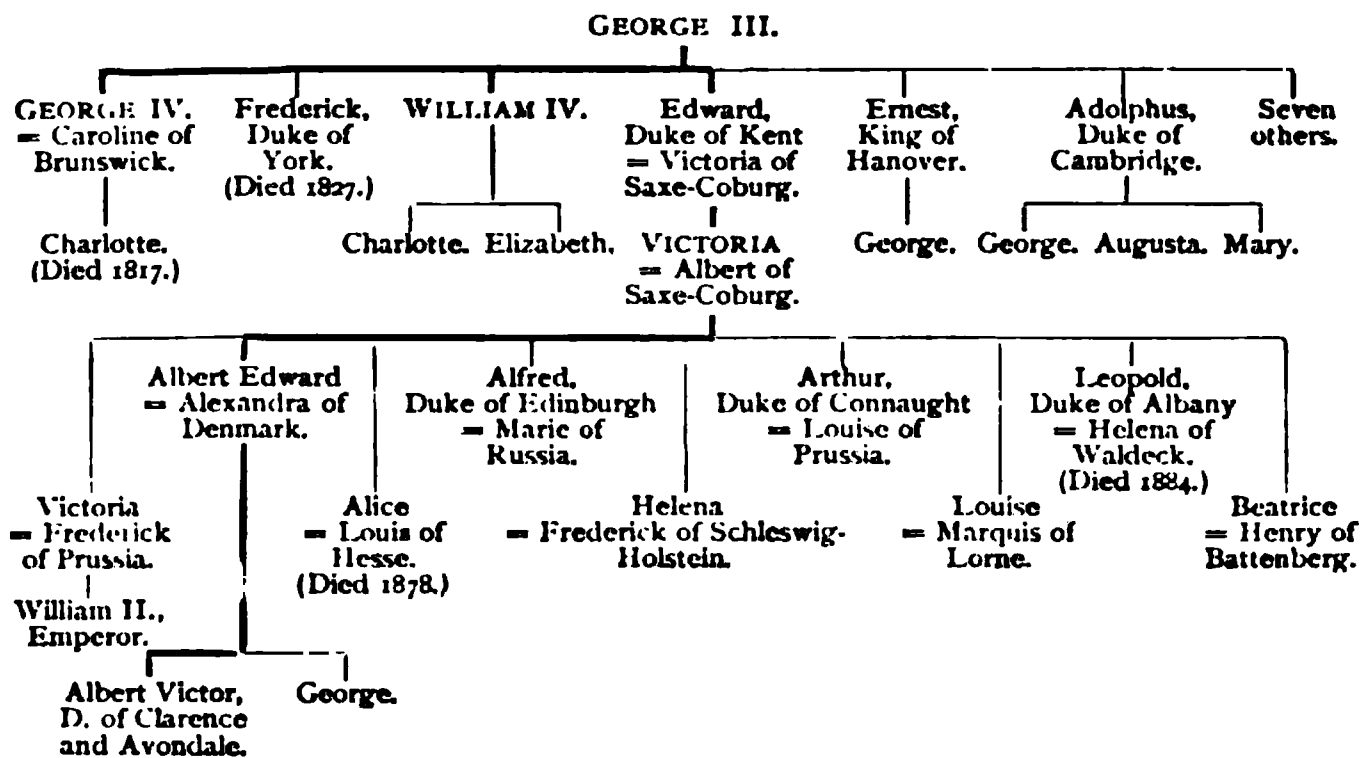 GEORGE III.
GEORGE IV.
= Caroline of
Brunswick.
Frederick,
Duke of
York.
(Died 1827.)
WILLIAM IV.
Edward,
Duke of Kent
= Victoria of
Saxe-Coburg.
Ernest,
King of
Hanover.
Adolphus,
Duke of
Cambridge.
Seven
others.
Charlotte.
(Died 1817.)
Charlotte. Elizabeth.
VICTORIA
= Albert of
Saxe-Coburg.
George.
George. Augusta. Mary.
Albert Edward
= Alexandra of
Denmark.
Alfred,
Duke of Edinburgh
= Marie of
Russia.
Arthur,
Duke of Connaught
= Louise of
Prussia.
Leopold,
Duke of Albany
= Helena of
Waldeck.
(Died 1884.)
Victoria
= Frederick
of Prussia.
Alice
= Louis of
Hesse.
(Died 1878.)
Helena
= Frederick of Schleswig-
Holstein.
Louise
= Marquis of
Lorne.
Beatrice
= Henry of
Battenberg.
William II.,
Emperor.
Albert Victor,
D. of Clarence
and Avondale.
George.